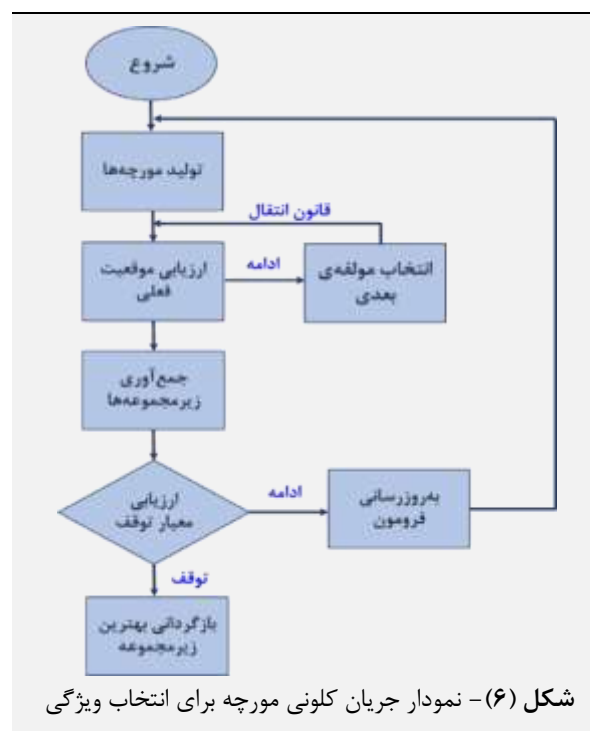 شروع
تولید مورچه‌ها
قانون انتقال
ارزیابی موقعیت
فعلی
ادامه
انتخاب مولفه‌ی
بعدی
جمع‌آوری
زیرمجموعه‌ها
ارزیابی
معیار توقف
ادامه
به‌روزرسانی
فرومون
توقف
بازگردانی بهترین
زیرمجموعه
شکل (۶)- نمودار جریان کلونی مورچه برای انتخاب ویژگی